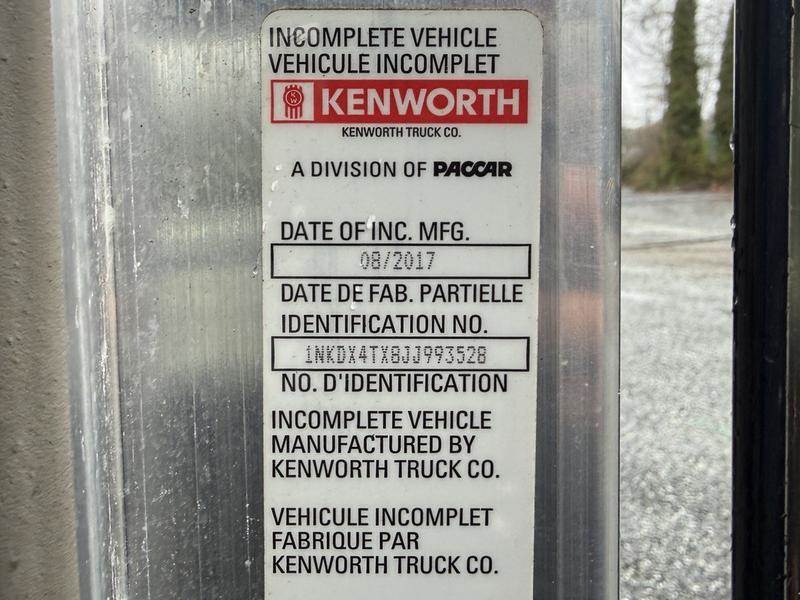 INCOMPLETE VEHICLE
VEHICULE INCOMPLET
KW KENWORTH
KENWORTH TRUCK CO.
A DIVISION OF PACCAR
DATE OF INC. MFG.
08/2017
DATE DE FAB. PARTIELLE
IDENTIFICATION NO.
1NKDX4TX8JJ993528
NO. D'IDENTIFICATION
INCOMPLETE VEHICLE
MANUFACTURED BY
KENWORTH TRUCK CO.
VEHICULE INCOMPLET
FABRIQUE PAR
KENWORTH TRUCK CO.